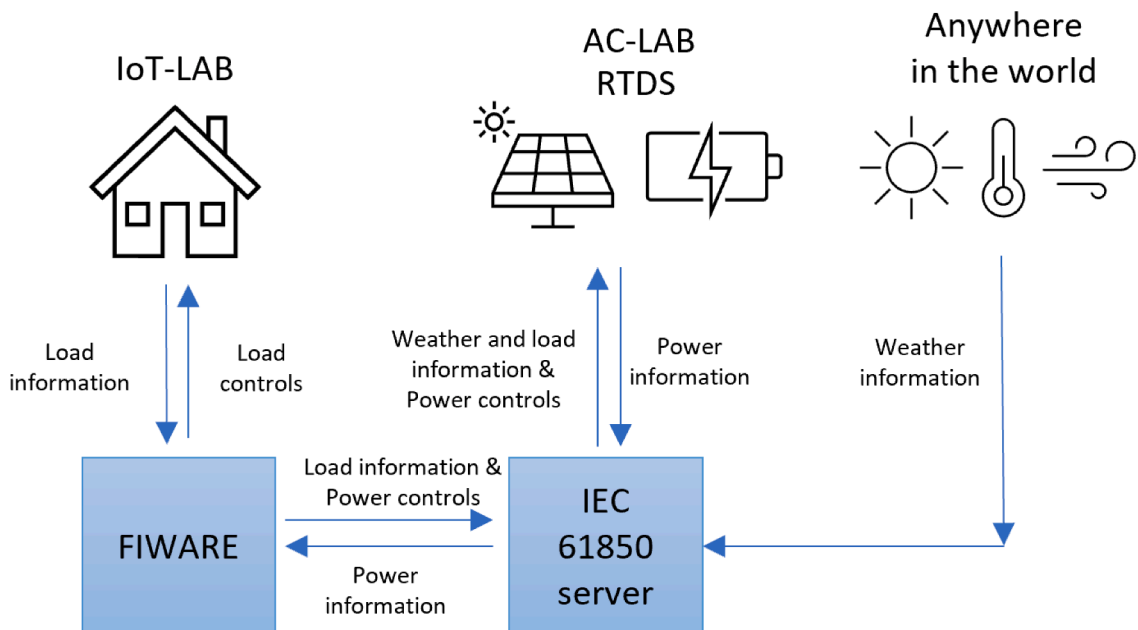 IoT-LAB
AC-LAB
RTDS
Anywhere
in the world
Load
information
Load
controls
Weather and load
information &
Power controls
Power
information
Weather
information
FIWARE
Load information &
Power controls
Power
information
IEC
61850
server